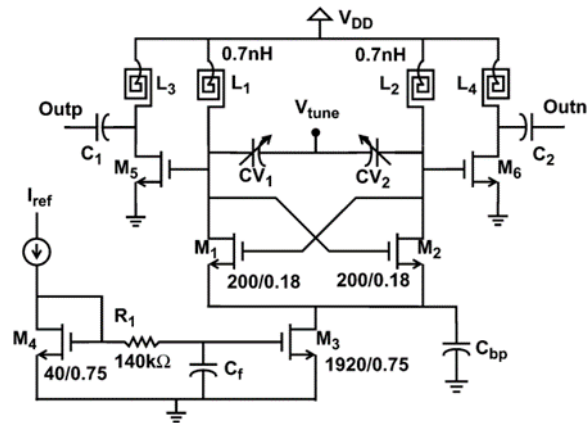 V_DD
0.7nH 0.7nH
L_3 L_1 L_2 L_4
Outp V_tune Outn
C_1 C_2
M_5 CV_1 CV_2 M_6
I_ref
M_1 M_2
200/0.18 200/0.18
M_4 R_1 M_3
140kΩ C_f C_bp
40/0.75 1920/0.75